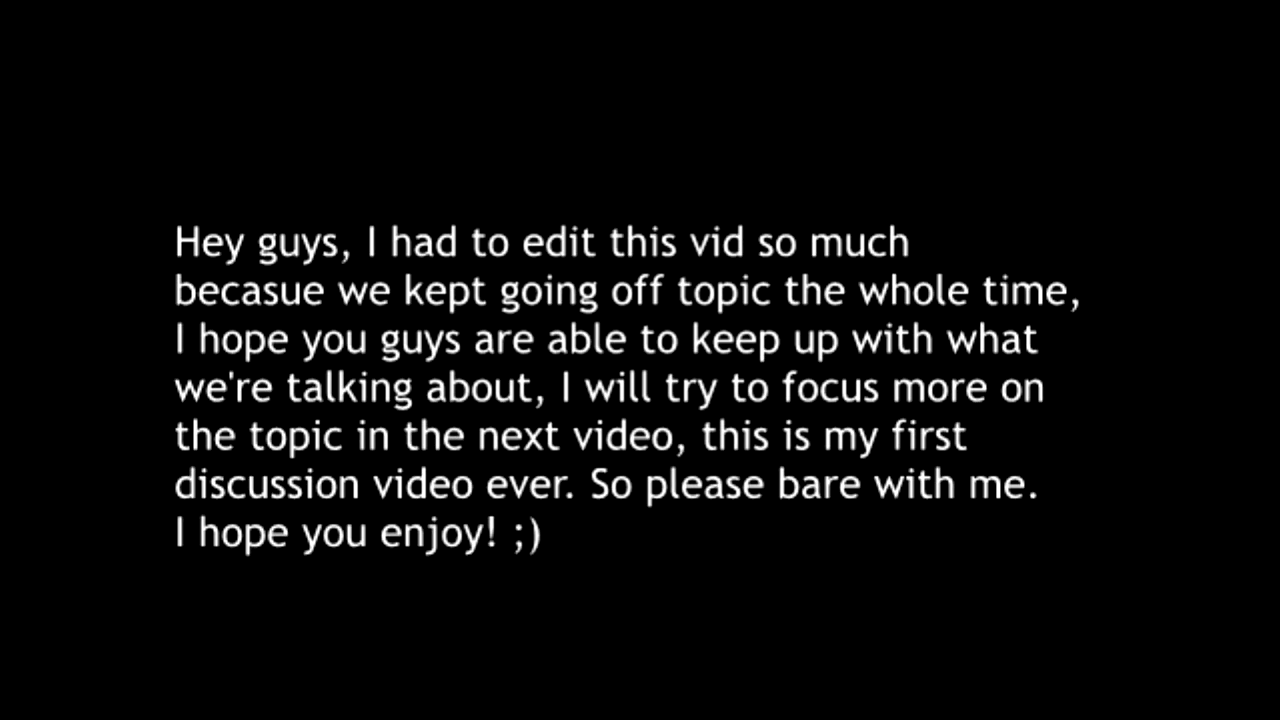 Hey guys, I had to edit this vid so much
becasue we kept going off topic the whole time,
I hope you guys are able to keep up with what
we're talking about, I will try to focus more on
the topic in the next video, this is my first
discussion video ever. So please bare with me.
I hope you enjoy! ;)